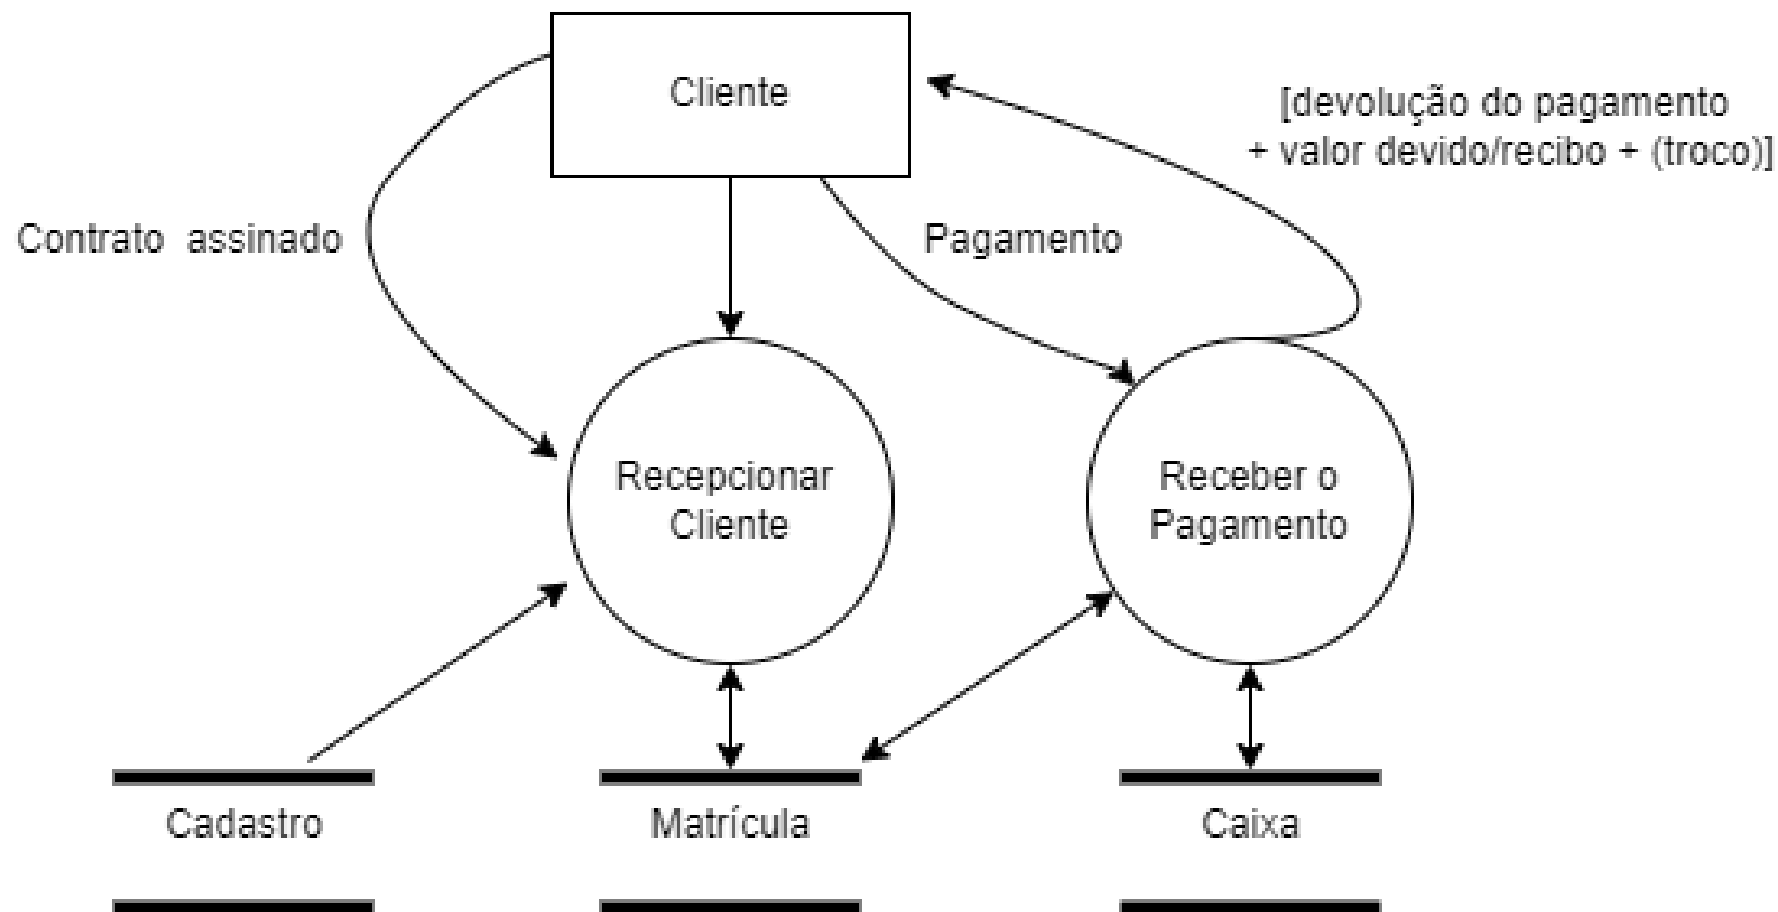 Cliente
[devolução do pagamento
+ valor devido/recibo + (troco)]
Contrato assinado
Pagamento
Recepcionar
Cliente
Receber o
Pagamento
Cadastro
Matrícula
Caixa